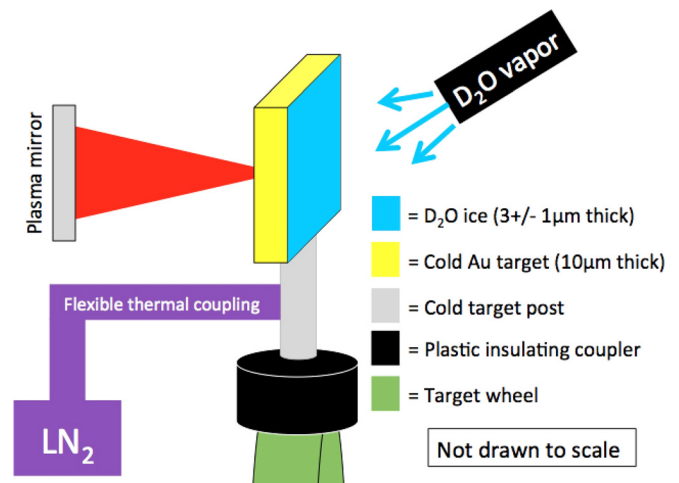 D₂O vapor
Plasma mirror
= D₂O ice (3+/- 1μm thick)
= Cold Au target (10μm thick)
Flexible thermal coupling
= Cold target post
= Plastic insulating coupler
= Target wheel
LN₂
Not drawn to scale